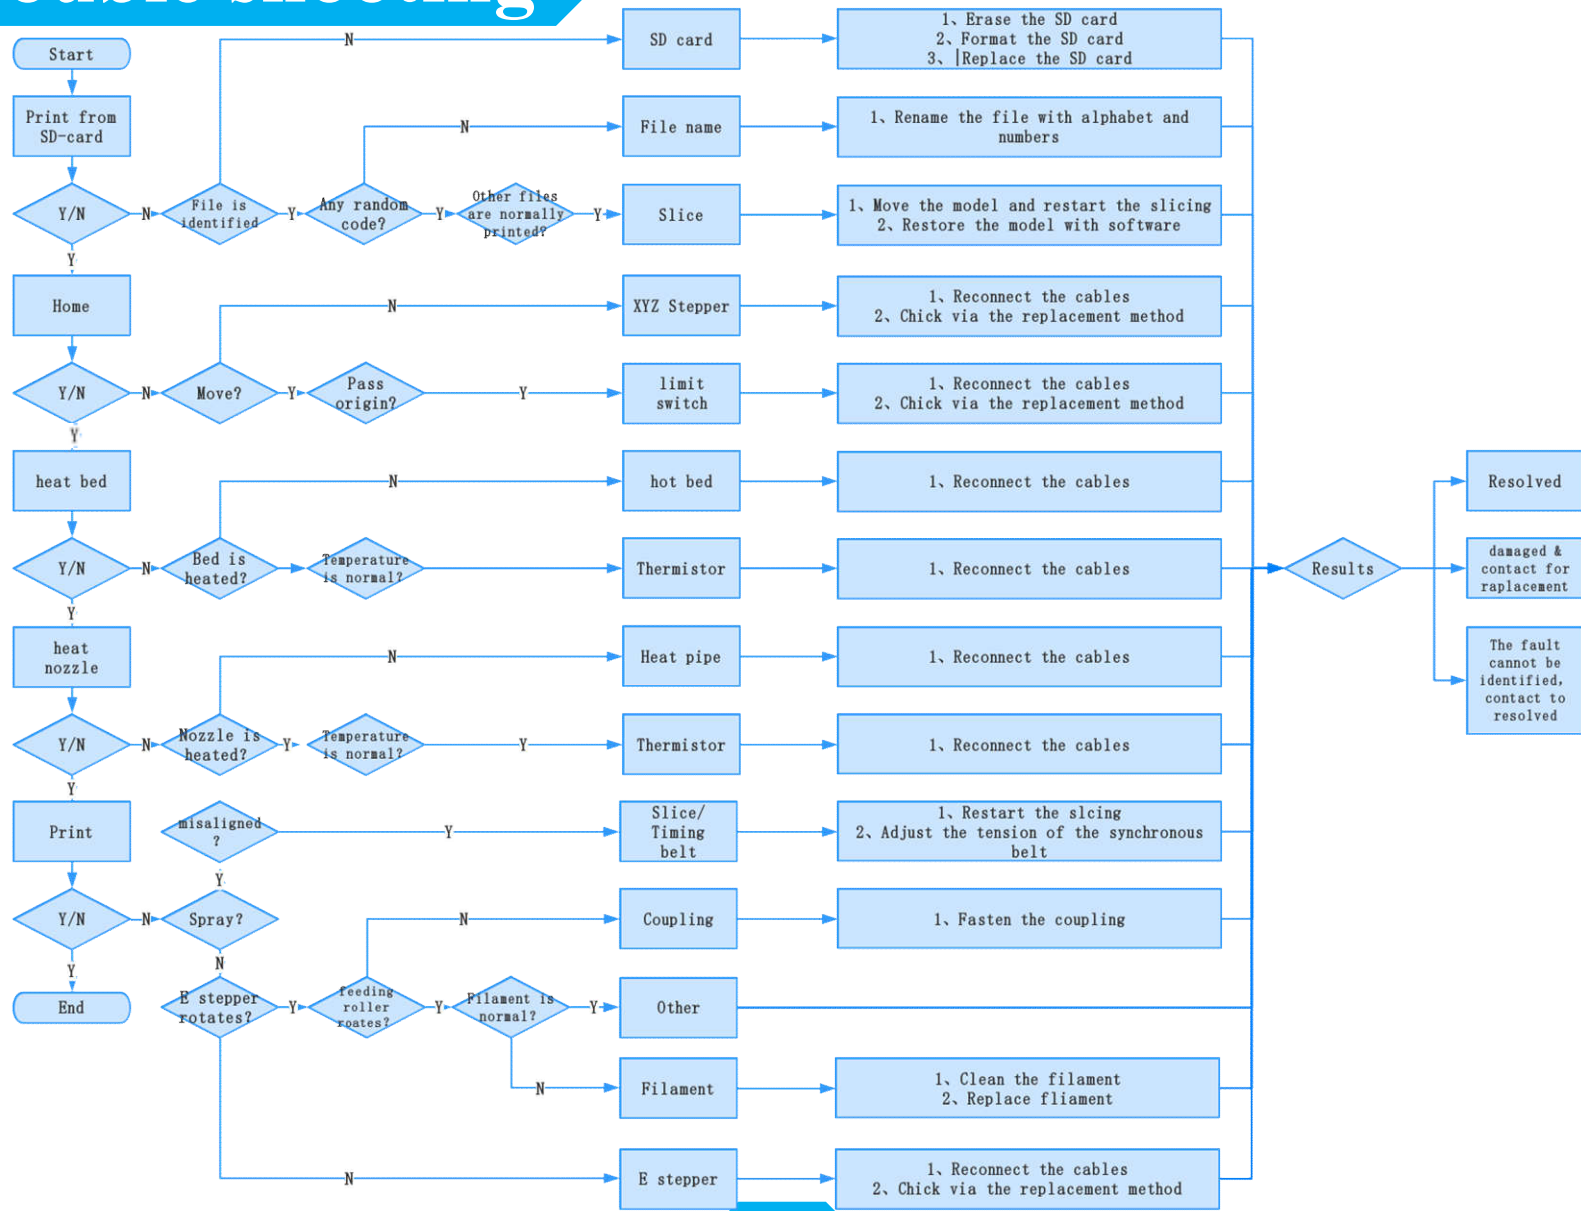 Start
Print from
SD-card
Y/N
N
File is
identified
Y
Any random
code?
Y
Other files
are normally
printed?
Y
Slice
1、Move the model and restart the slicing
2、Restore the model with software
N
SD card
1、Erase the SD card
2、Format the SD card
3、|Replace the SD card
N
File name
1、Rename the file with alphabet and
numbers
Y
Home
Y/N
N
Move?
N
XYZ Stepper
1、Reconnect the cables
2、Chick via the replacement method
Y
Pass
origin?
Y
limit
switch
1、Reconnect the cables
2、Chick via the replacement method
Y
heat bed
Y/N
N
Bed is
heated?
N
hot bed
1、Reconnect the cables
Temperature
is normal?
Thermistor
1、Reconnect the cables
Y
heat
nozzle
Y/N
N
Nozzle is
heated?
N
Heat pipe
1、Reconnect the cables
Y
Temperature
is normal?
Y
Thermistor
1、Reconnect the cables
Y
Print
Y/N
N
Spray?
Y
misaligned
?
Y
Slice/
Timing
belt
1、Restart the slcing
2、Adjust the tension of the synchronous
belt
N
E stepper
rotates?
Y
feeding
roller
roates?
N
Coupling
1、Fasten the coupling
Y
Filament is
normal?
Y
Other
N
Filament
1、Clean the filament
2、Replace fliament
N
E stepper
1、Reconnect the cables
2、Chick via the replacement method
Y
End
Results
Resolved
damaged &
contact for
raplacement
The fault
cannot be
identified,
contact to
resolved